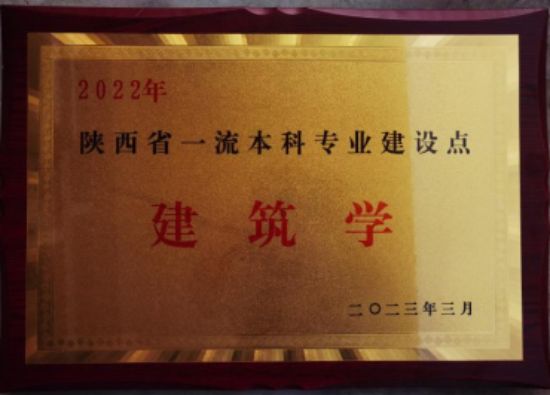 2022年
陕西省一流本科专业建设点
建筑学
二〇二三年三月